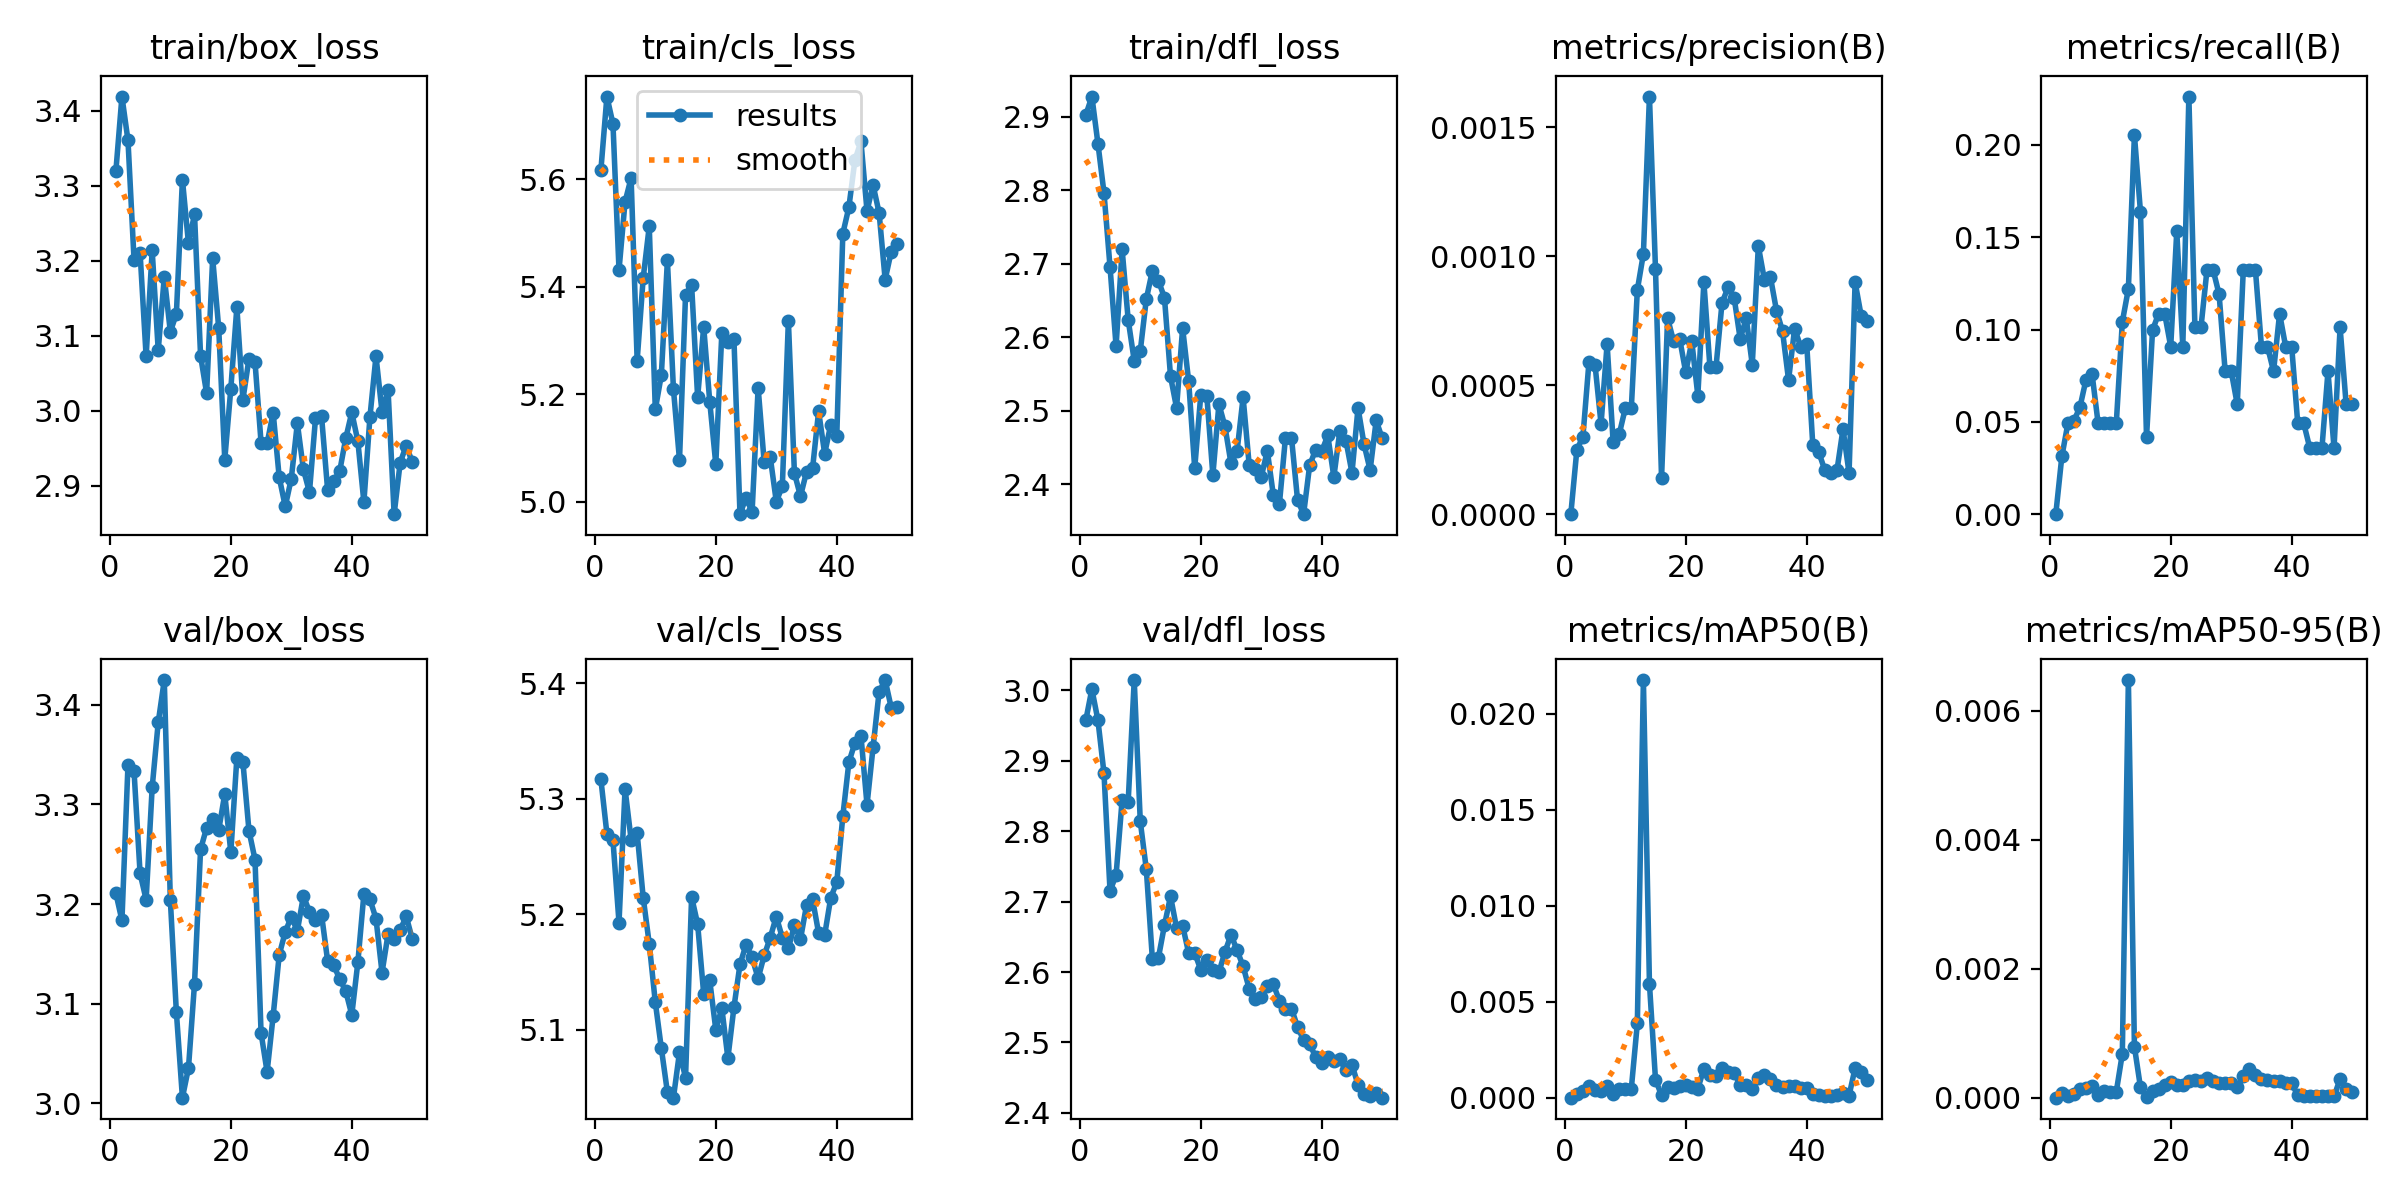 train/box_loss
train/cls_loss
train/dfl_loss
metrics/precision(B)
metrics/recall(B)
results
smooth
3.4
3.3
3.2
3.1
3.0
2.9
0 20 40
5.6
5.4
5.2
5.0
0 20 40
2.9
2.8
2.7
2.6
2.5
2.4
0 20 40
0.0015
0.0010
0.0005
0.0000
0 20 40
0.20
0.15
0.10
0.05
0.00
0 20 40
val/box_loss
val/cls_loss
val/dfl_loss
metrics/mAP50(B)
metrics/mAP50-95(B)
3.4
3.3
3.2
3.1
3.0
0 20 40
5.4
5.3
5.2
5.1
0 20 40
3.0
2.9
2.8
2.7
2.6
2.5
2.4
0 20 40
0.020
0.015
0.010
0.005
0.000
0 20 40
0.006
0.004
0.002
0.000
0 20 40